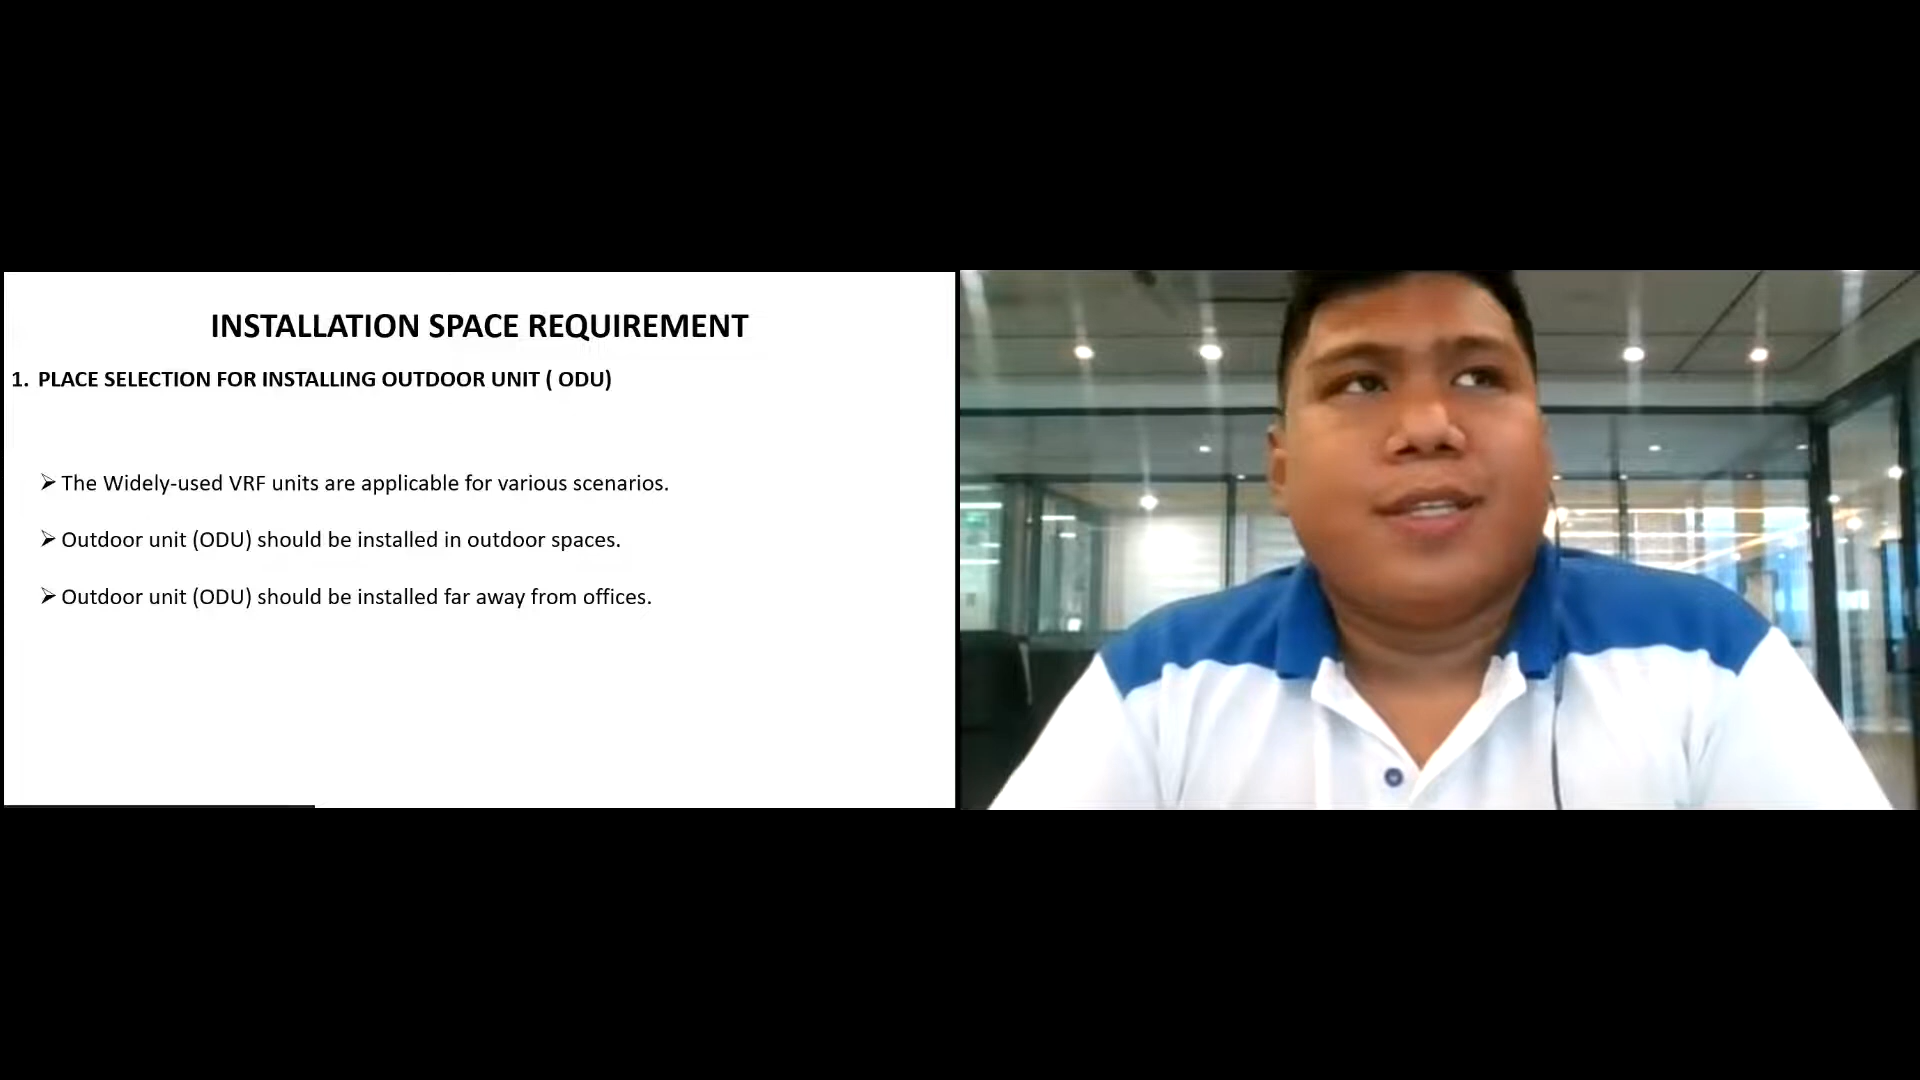 INSTALLATION SPACE REQUIREMENT
1. PLACE SELECTION FOR INSTALLING OUTDOOR UNIT ( ODU)
➢ The Widely-used VRF units are applicable for various scenarios.
➢ Outdoor unit (ODU) should be installed in outdoor spaces.
➢ Outdoor unit (ODU) should be installed far away from offices.